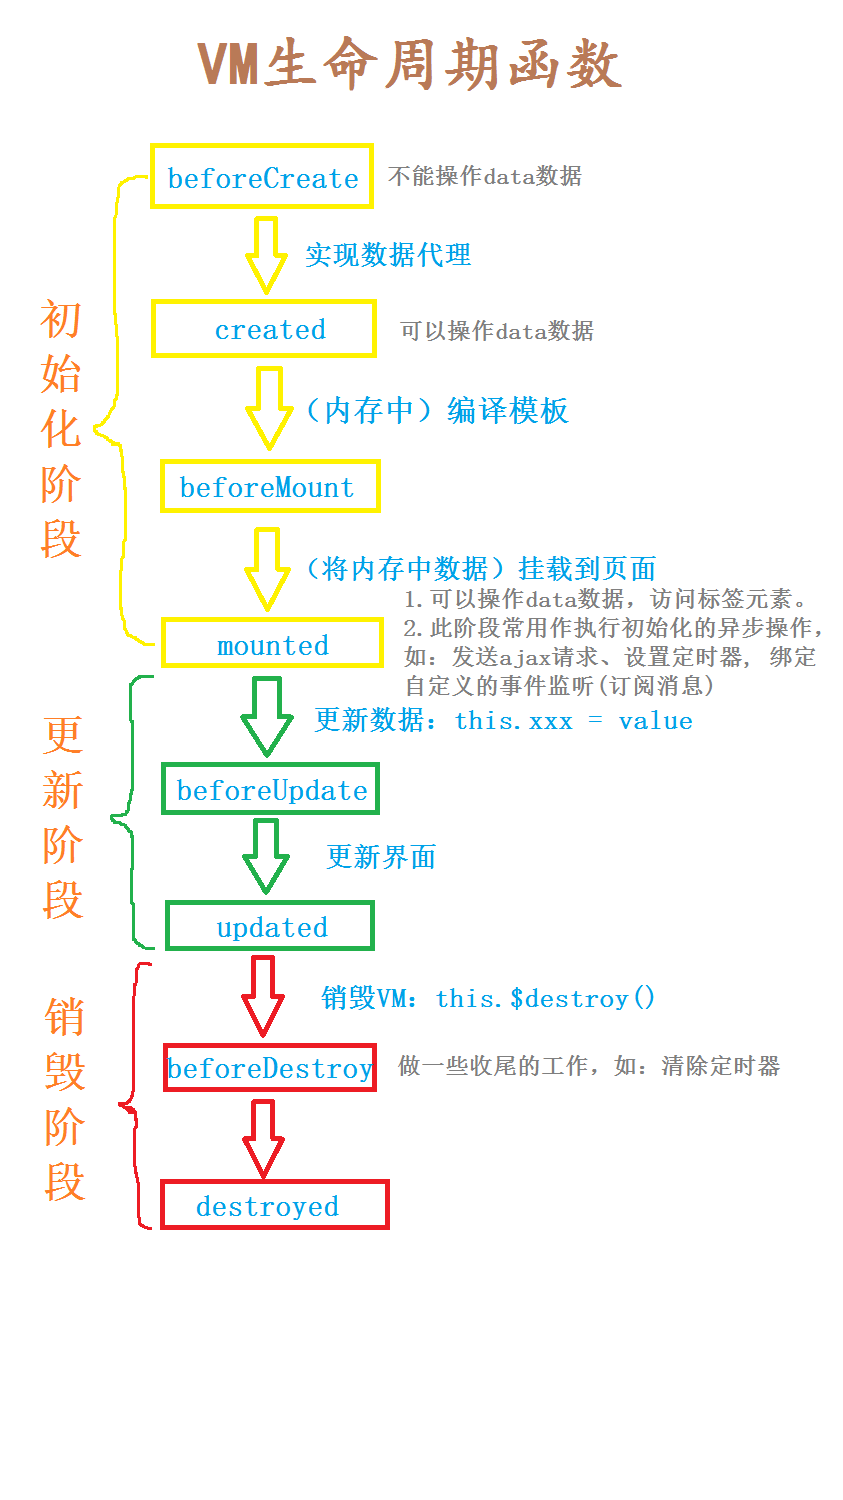 VM生命周期函数
beforeCreate
不能操作data数据
实现数据代理
created
可以操作data数据
(内存中)编译模板
beforeMount
(将内存中数据)挂载到页面
1.可以操作data数据，访问标签元素。
2.此阶段常用作执行初始化的异步操作，
如：发送ajax请求、设置定时器, 绑定
自定义的事件监听(订阅消息)
mounted
初始化阶段
更新数据：this.xxx = value
beforeUpdate
更新界面
updated
更新阶段
销毁VM：this.$destroy()
beforeDestroy
做一些收尾的工作，如：清除定时器
destroyed
销毁阶段